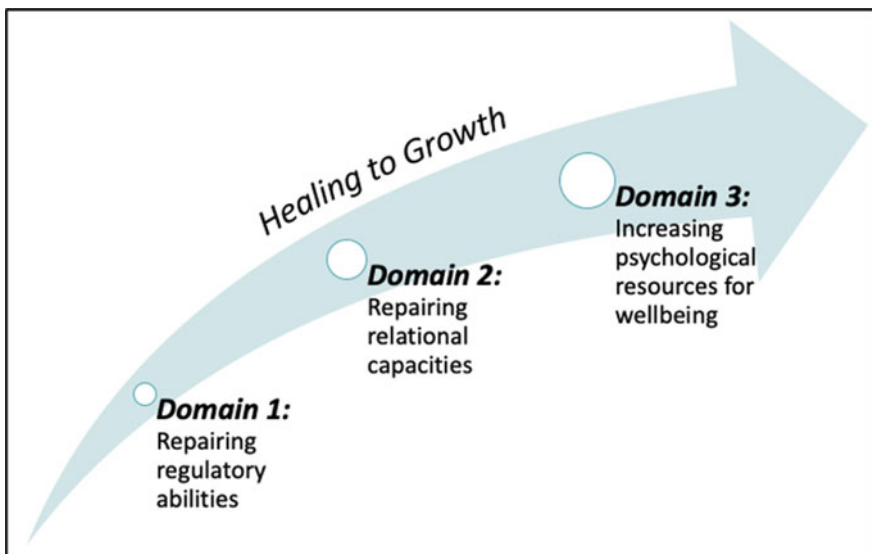 Healing to Growth
Domain 1:
Repairing
regulatory
abilities
Domain 2:
Repairing
relational
capacities
Domain 3:
Increasing
psychological
resources for
wellbeing